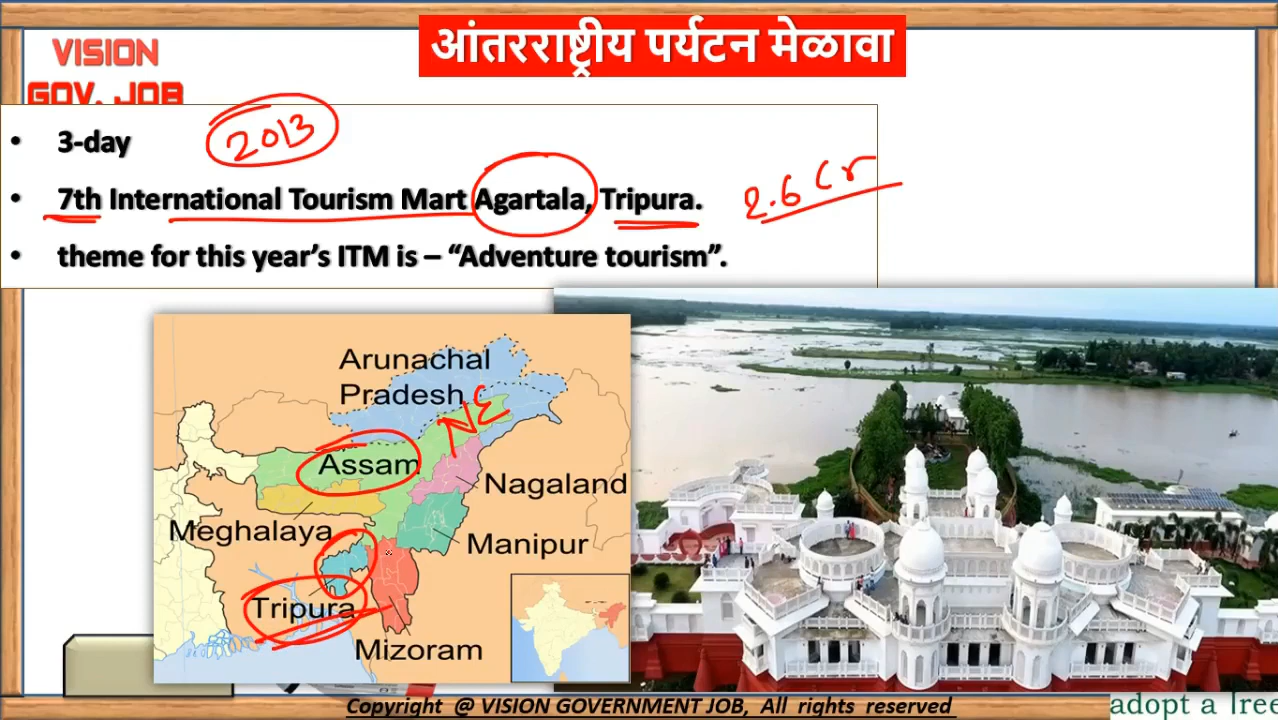 आंतरराष्ट्रीय पर्यटन मेळावा
VISION
GOV. JOB
• 3-day
2013
• 7th International Tourism Mart Agartala, Tripura.
2.6 Cr
• theme for this year’s ITM is – “Adventure tourism”.
Arunachal
Pradesh
NE
Assam
Nagaland
Meghalaya
Manipur
Tripura
Mizoram
Copyright @ VISION GOVERNMENT JOB, All rights reserved
adopt a Tree